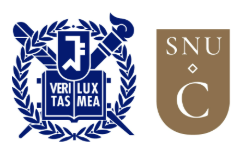 VERI LUX
TAS MEA
SNU
C